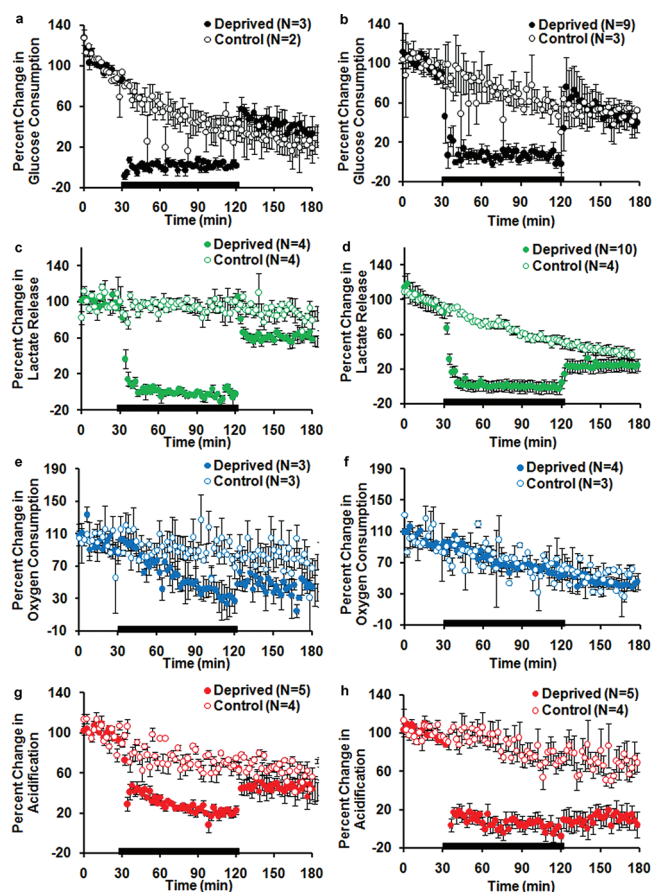 a
Deprived (N=3)
Control (N=2)
Percent Change in
Glucose Consumption
140
100
60
20
-20
0 30 60 90 120 150 180
Time (min)
b
Deprived (N=9)
Control (N=3)
Percent Change in
Glucose Consumption
140
100
60
20
-20
0 30 60 90 120 150 180
Time (min)
c
Deprived (N=4)
Control (N=4)
Percent Change in
Lactate Release
140
100
60
20
-20
0 30 60 90 120 150 180
Time (min)
d
Deprived (N=10)
Control (N=4)
Percent Change in
Lactate Release
140
100
60
20
-20
0 30 60 90 120 150 180
Time (min)
e
Deprived (N=3)
Control (N=3)
Percent Change in
Oxygen Consumption
190
150
110
70
30
-10
0 30 60 90 120 150 180
Time (min)
f
Deprived (N=4)
Control (N=3)
Percent Change in
Oxygen Consumption
190
150
110
70
30
-10
0 30 60 90 120 150 180
Time (min)
g
Deprived (N=5)
Control (N=4)
Percent Change in
Acidification
140
100
60
20
-20
0 30 60 90 120 150 180
Time (min)
h
Deprived (N=5)
Control (N=4)
Percent Change in
Acidification
140
100
60
20
-20
0 30 60 90 120 150 180
Time (min)